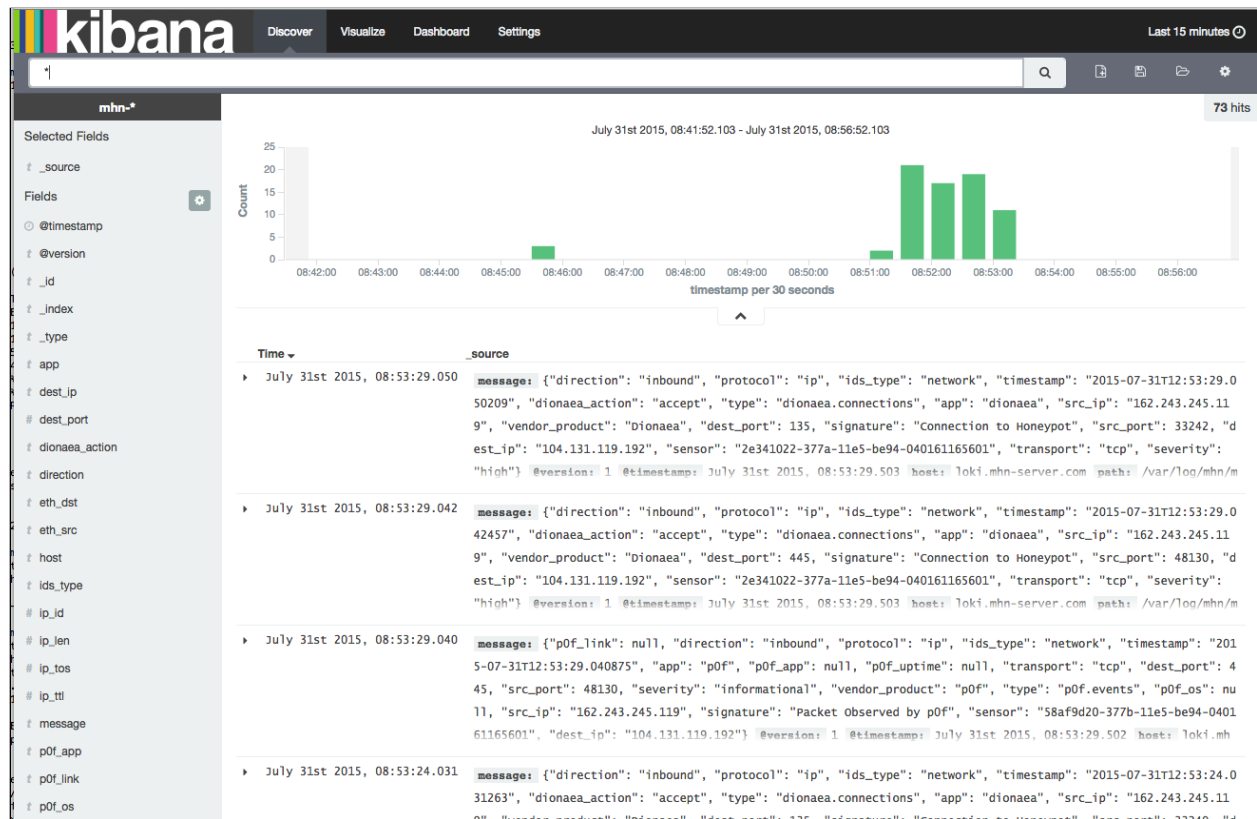 kibana
Discover Visualize Dashboard Settings
Last 15 minutes
*
mhn-*
73 hits
Selected Fields
t _source
Fields
@timestamp
t @version
t _id
t _index
t _type
t app
t dest_ip
# dest_port
t dionaea_action
t direction
t eth_dst
t eth_src
t host
t ids_type
# ip_id
# ip_len
# ip_tos
# ip_ttl
t message
t p0f_app
t p0f_link
t p0f_os
July 31st 2015, 08:41:52.103 - July 31st 2015, 08:56:52.103
Count
25
20
15
10
5
0
08:42:00 08:43:00 08:44:00 08:45:00 08:46:00 08:47:00 08:48:00 08:49:00 08:50:00 08:51:00 08:52:00 08:53:00 08:54:00 08:55:00 08:56:00
timestamp per 30 seconds
Time _source
July 31st 2015, 08:53:29.050 message: {"direction": "inbound", "protocol": "ip", "ids_type": "network", "timestamp": "2015-07-31T12:53:29.0
50209", "dionaea_action": "accept", "type": "dionaea.connections", "app": "dionaea", "src_ip": "162.243.245.11
9", "vendor_product": "Dionaea", "dest_port": 135, "signature": "Connection to Honeypot", "src_port": 33242, "d
est_ip": "104.131.119.192", "sensor": "2e341022-377a-11e5-be94-040161165601", "transport": "tcp", "severity":
"high"} @version: 1 @timestamp: July 31st 2015, 08:53:29.503 host: loki.mhn-server.com path: /var/log/mhn/m
July 31st 2015, 08:53:29.042 message: {"direction": "inbound", "protocol": "ip", "ids_type": "network", "timestamp": "2015-07-31T12:53:29.0
42457", "dionaea_action": "accept", "type": "dionaea.connections", "app": "dionaea", "src_ip": "162.243.245.11
9", "vendor_product": "Dionaea", "dest_port": 445, "signature": "Connection to Honeypot", "src_port": 48130, "d
est_ip": "104.131.119.192", "sensor": "2e341022-377a-11e5-be94-040161165601", "transport": "tcp", "severity":
"high"} @version: 1 @timestamp: July 31st 2015, 08:53:29.503 host: loki.mhn-server.com path: /var/log/mhn/m
July 31st 2015, 08:53:29.040 message: {"p0f_link": null, "direction": "inbound", "protocol": "ip", "ids_type": "network", "timestamp": "201
5-07-31T12:53:29.040875", "app": "p0f", "p0f_app": null, "p0f_uptime": null, "transport": "tcp", "dest_port": 4
45, "src_port": 48130, "severity": "informational", "vendor_product": "p0f", "type": "p0f.events", "p0f_os": nu
ll, "src_ip": "162.243.245.119", "signature": "Packet Observed by p0f", "sensor": "58af9d20-377b-11e5-be94-0401
61165601", "dest_ip": "104.131.119.192"} @version: 1 @timestamp: July 31st 2015, 08:53:29.502 host: loki.mh
July 31st 2015, 08:53:24.031 message: {"direction": "inbound", "protocol": "ip", "ids_type": "network", "timestamp": "2015-07-31T12:53:24.0
31263", "dionaea_action": "accept", "type": "dionaea.connections", "app": "dionaea", "src_ip": "162.243.245.11